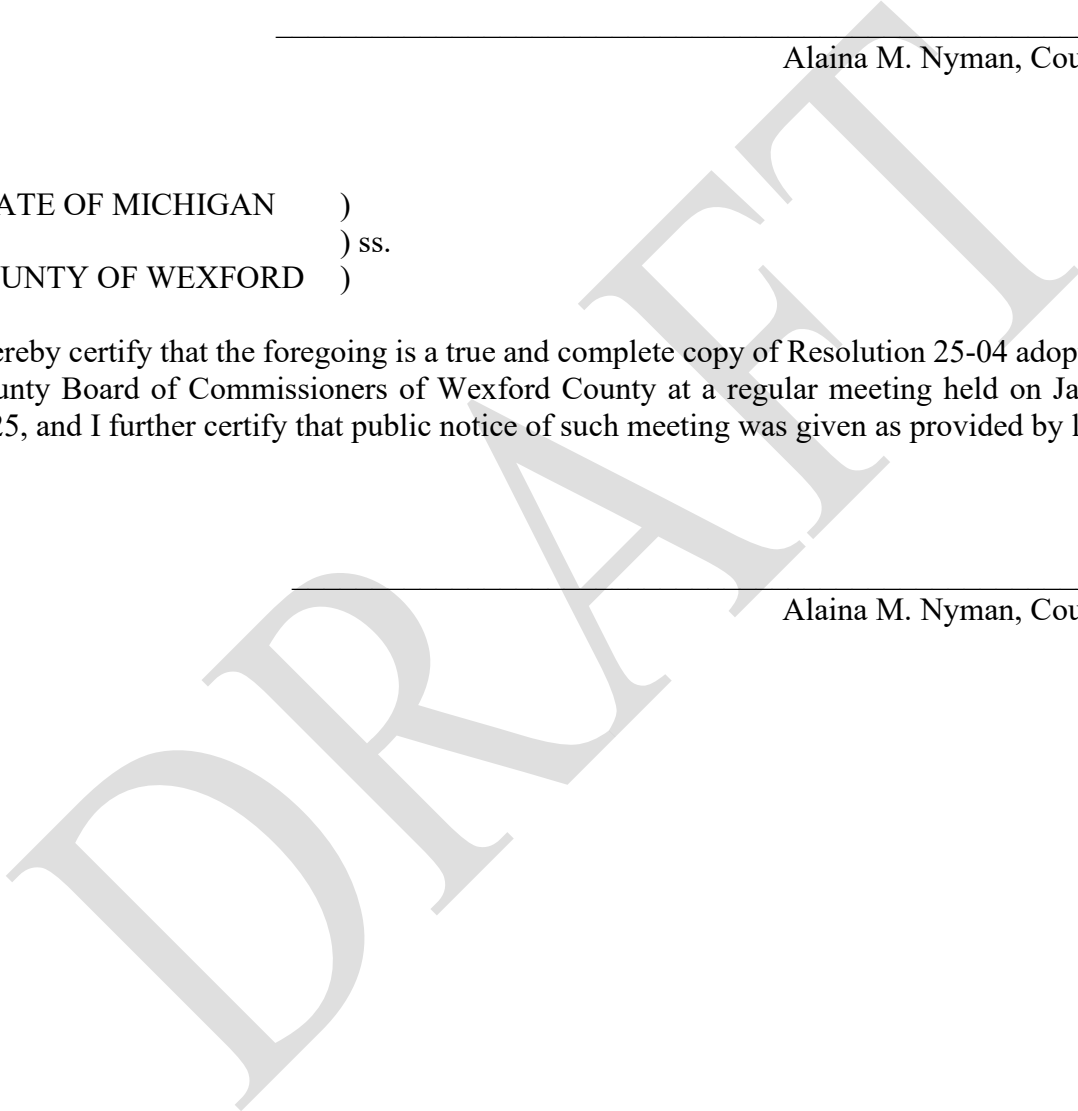 Alaina M. Nyman, Cou
ATE OF MICHIGAN )
) ss.
UNTY OF WEXFORD )
ereby certify that the foregoing is a true and complete copy of Resolution 25-04 adop
unty Board of Commissioners of Wexford County at a regular meeting held on Ja
25, and I further certify that public notice of such meeting was given as provided by l
Alaina M. Nyman, Cou
DRAFT